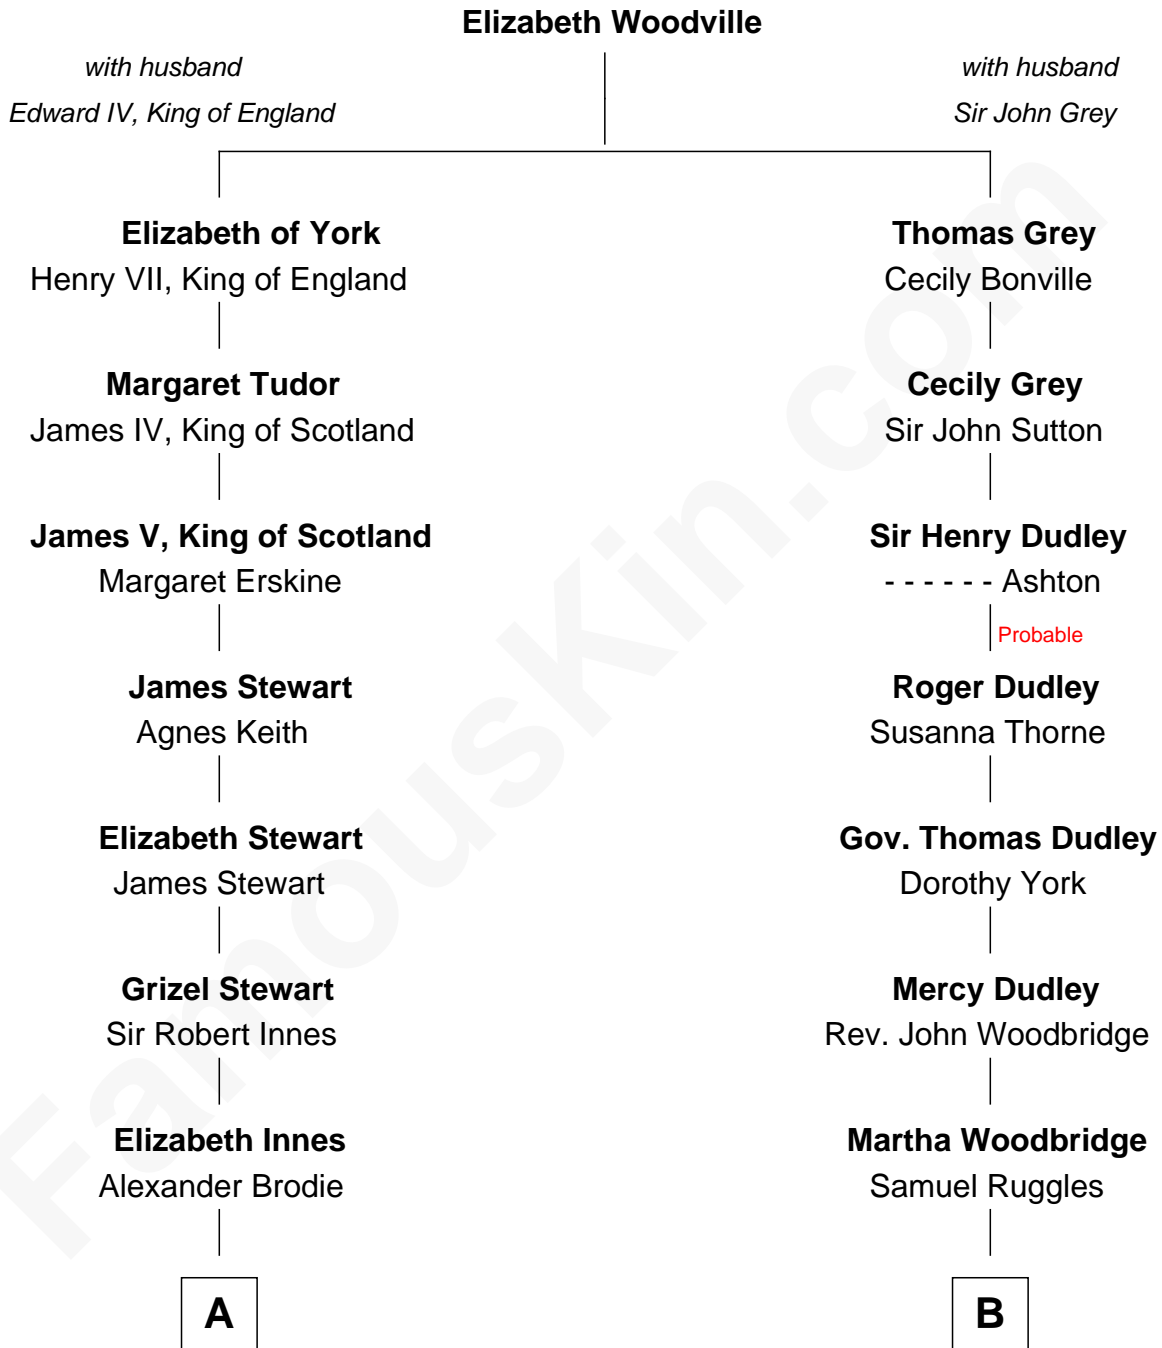 Elizabeth Woodville
with husband
Edward IV, King of England
with husband
Sir John Grey
Elizabeth of York
Henry VII, King of England
Thomas Grey
Cecily Bonville
Margaret Tudor
James IV, King of Scotland
Cecily Grey
Sir John Sutton
James V, King of Scotland
Margaret Erskine
Sir Henry Dudley
- - - - - - Ashton
Probable
James Stewart
Agnes Keith
Roger Dudley
Susanna Thorne
Elizabeth Stewart
James Stewart
Gov. Thomas Dudley
Dorothy York
Grizel Stewart
Sir Robert Innes
Mercy Dudley
Rev. John Woodbridge
Elizabeth Innes
Alexander Brodie
Martha Woodbridge
Samuel Ruggles
A
B
FamousKin.com